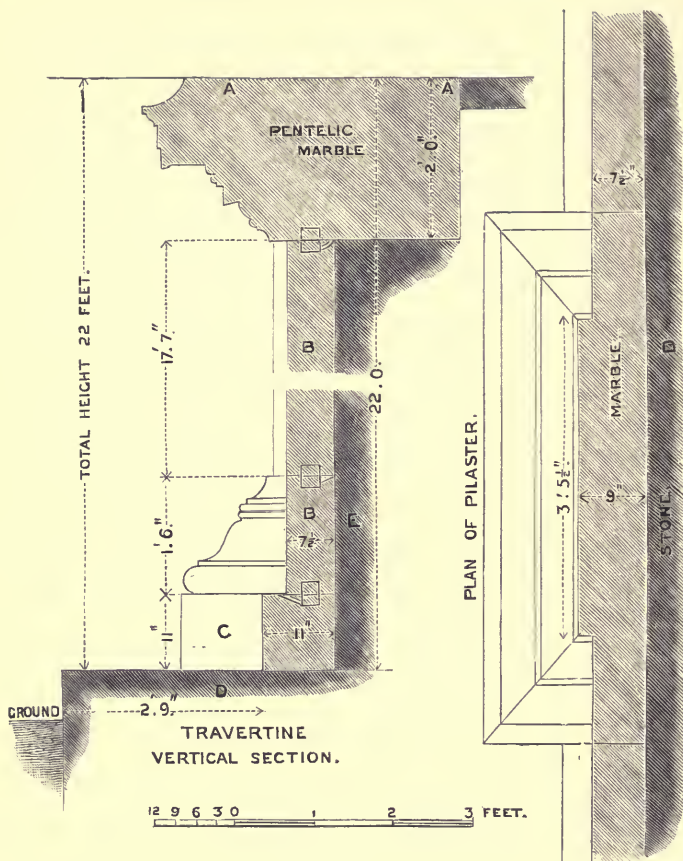 A
A
PENTELIC
MARBLE
2'.0."
TOTAL HEIGHT 22 FEET.
17'.7."
B
22.0.
1'.6."
B
7½"
E
11"
C
11"
D
GROUND
2'.9."
TRAVERTINE
VERTICAL SECTION.
12 9 6 3 0 1 2 3 FEET.
PLAN OF PILASTER.
7½"
MARBLE
D
3'.5½."
9"
STONE.